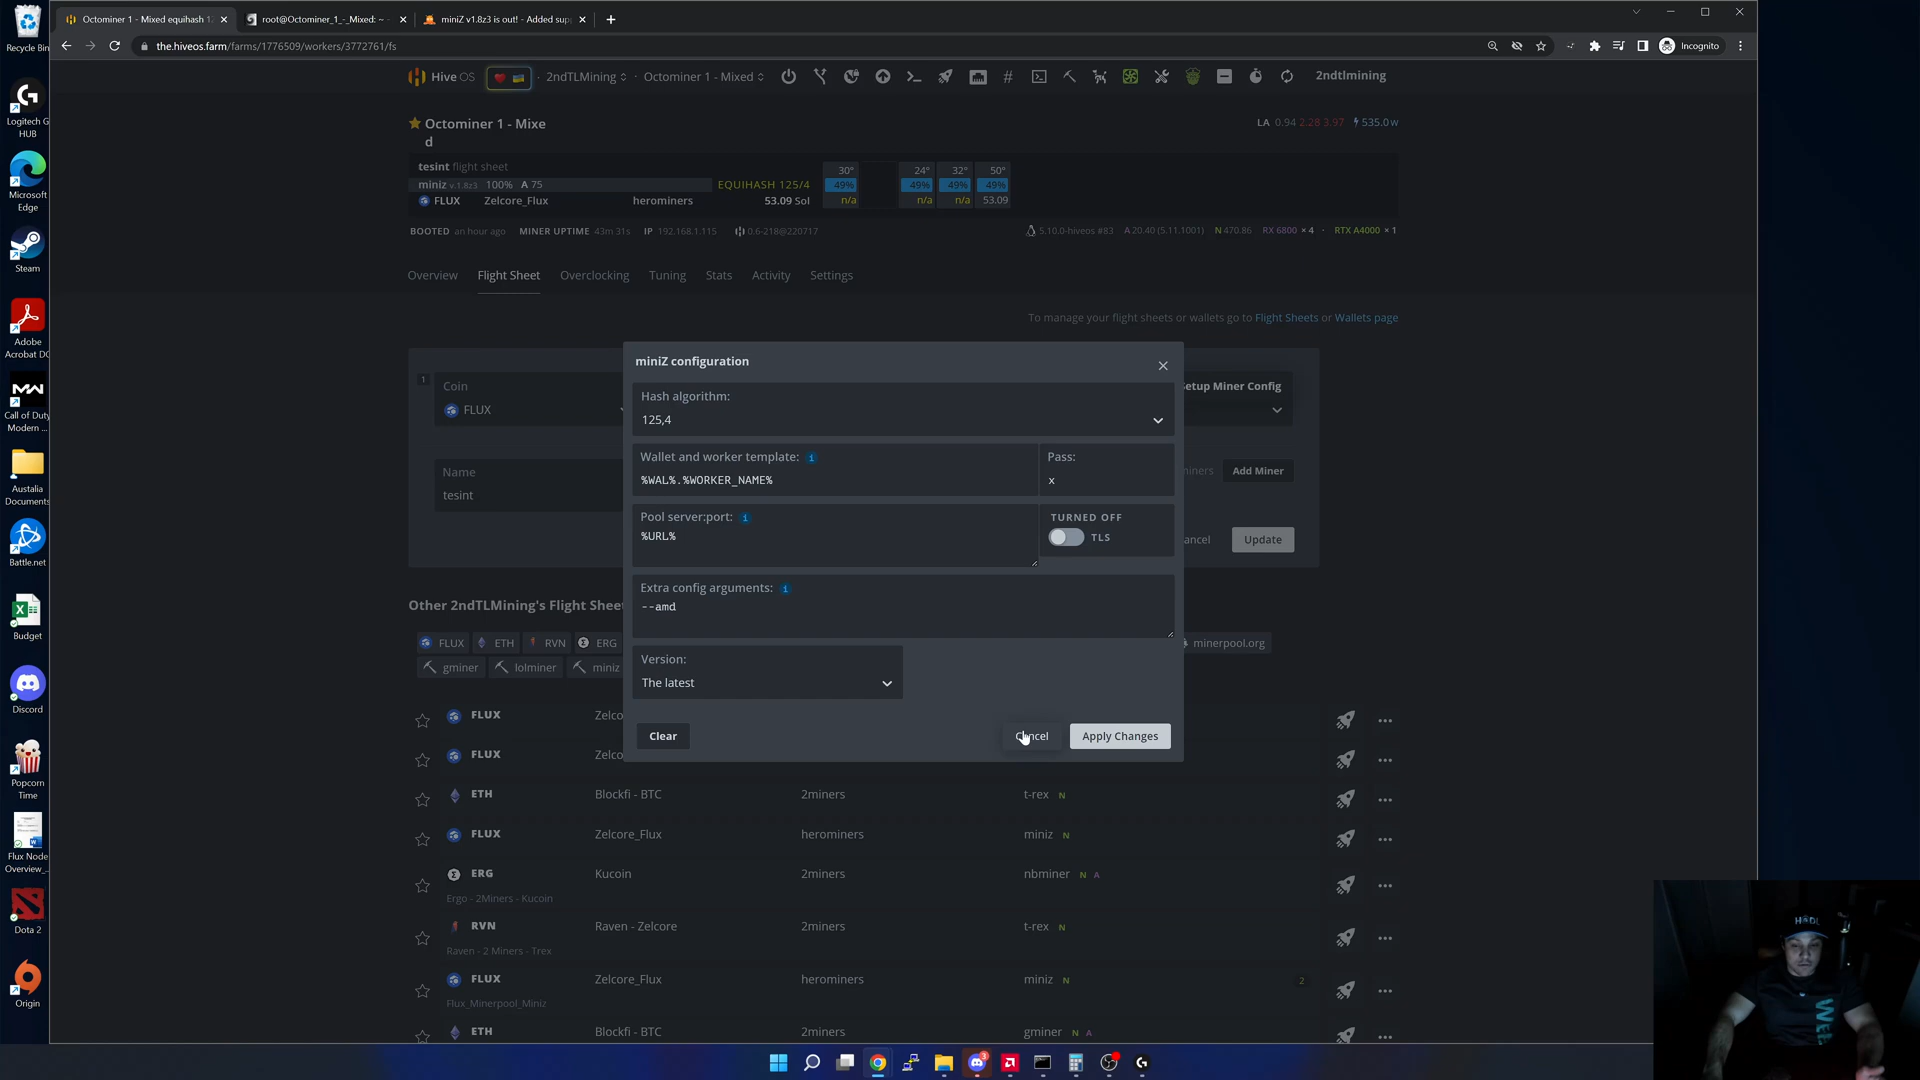 Recycle Bin
Logitech G HUB
Microsoft Edge
Steam
Adobe Acrobat DC
Call of Duty Modern ...
Austalia Documents
Battle.net
Budget
Discord
Popcorn Time
Flux Node Overview_...
Dota 2
Origin
Octominer 1 - Mixed equihash 1
root@Octominer_1_-_Mixed: ~
miniZ v1.8z3 is out! - Added sup
the.hiveos.farm/farms/1776509/workers/3772761/fs
Incognito
Hive OS
2ndTLMining
Octominer 1 - Mixed
2ndtlmining
Octominer 1 - Mixe
d
LA 0.94 2.28 3.97 535.0 w
tesint flight sheet
miniz v.1.8z3 100% A 75 EQUIHASH 125/4
FLUX Zelcore_Flux herominers 53.09 Sol
30° 24° 32° 50°
49% 49% 49% 49%
n/a n/a n/a 53.09
BOOTED an hour ago MINER UPTIME 43m 31s IP 192.168.1.115 0.6-218@220717
5.10.0-hiveos #83 A 20.40 (5.11.1001) N 470.86 RX 6800 × 4 · RTX A4000 × 1
Overview Flight Sheet Overclocking Tuning Stats Activity Settings
To manage your flight sheets or wallets go to Flight Sheets or Wallets page
1
Coin
FLUX
Name
tesint
etup Miner Config
iners Add Miner
ancel Update
miniZ configuration
Hash algorithm:
125,4
Wallet and worker template:
%WAL%.%WORKER_NAME%
Pass:
x
Pool server:port:
%URL%
TURNED OFF
TLS
Extra config arguments:
--amd
Version:
The latest
Clear Cancel Apply Changes
Other 2ndTLMining's Flight Shee
FLUX ETH RVN ERG minerpool.org
gminer lolminer miniz
FLUX Zelco
FLUX Zelco
ETH Blockfi - BTC 2miners t-rex N
FLUX Zelcore_Flux herominers miniz N
ERG Kucoin 2miners nbminer N A
Ergo - 2Miners - Kucoin
RVN Raven - Zelcore 2miners t-rex N
Raven - 2 Miners - Trex
FLUX Zelcore_Flux herominers miniz N 2
Flux_Minerpool_Miniz
ETH Blockfi - BTC 2miners gminer N A
3